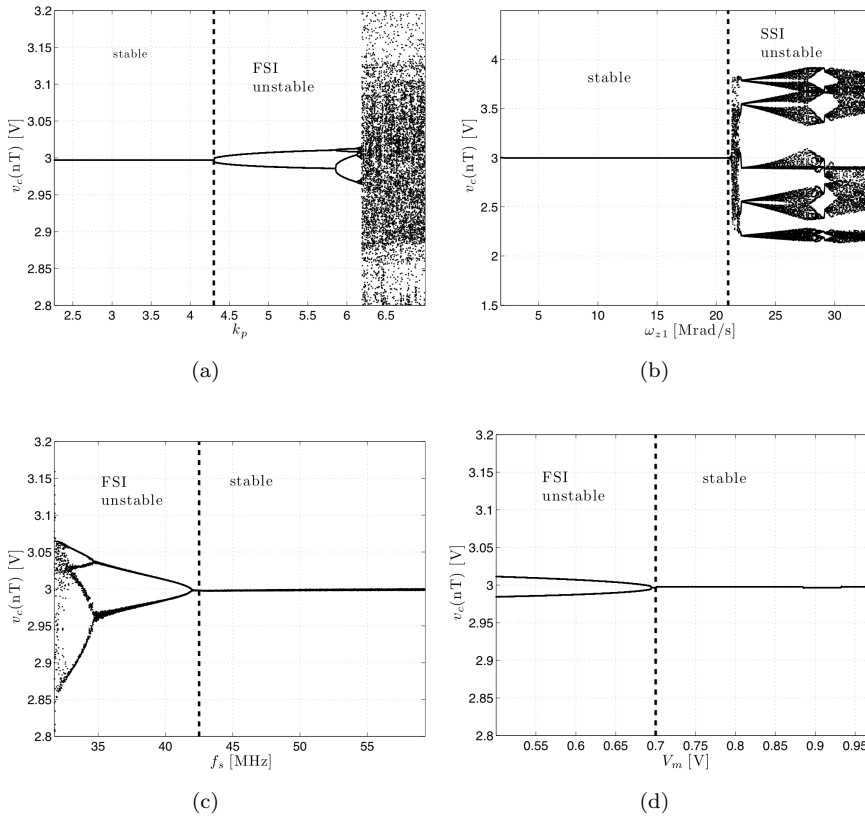 3.2
3.15
3.1
3.05
3
2.95
2.9
2.85
2.8
v_c(nT) [V]
stable
FSI
unstable
2.5 3 3.5 4 4.5 5 5.5 6 6.5
k_p
(a)
4
3.5
3
2.5
2
1.5
v_c(nT) [V]
stable
SSI
unstable
5 10 15 20 25 30
ω_{z1} [Mrad/s]
(b)
3.2
3.15
3.1
3.05
3
2.95
2.9
2.85
2.8
v_c(nT) [V]
FSI
unstable
stable
35 40 45 50 55
f_s [MHz]
(c)
3.2
3.15
3.1
3.05
3
2.95
2.9
2.85
2.8
v_c(nT) [V]
FSI
unstable
stable
0.55 0.6 0.65 0.7 0.75 0.8 0.85 0.9 0.95
V_m [V]
(d)